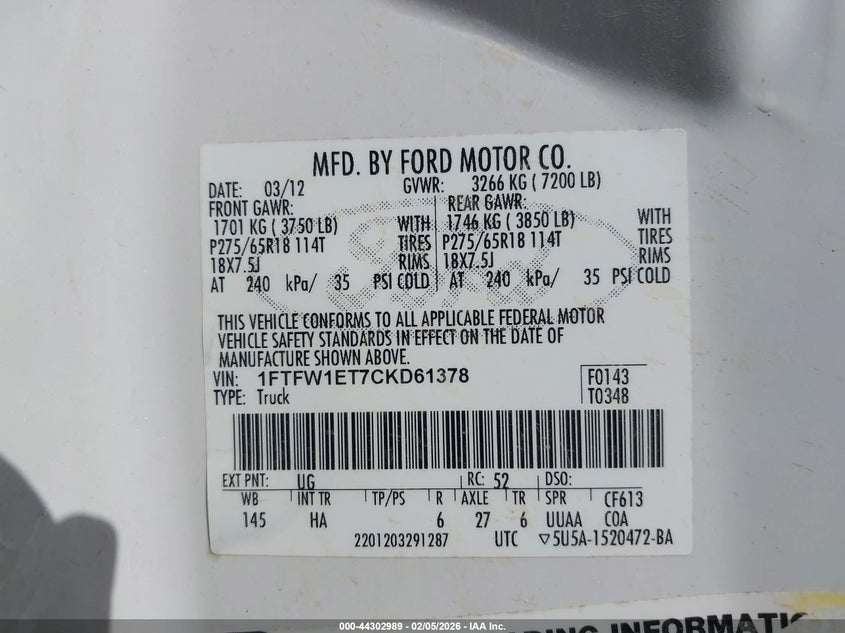 MFD. BY FORD MOTOR CO.
DATE: 03/12 GVWR: 3266 KG ( 7200 LB)
FRONT GAWR: REAR GAWR:
1701 KG ( 3750 LB) WITH 1746 KG ( 3850 LB) WITH
P275/65R18 114T TIRES P275/65R18 114T TIRES
18X7.5J RIMS 18X7.5J RIMS
AT 240 kPa/ 35 PSI COLD AT 240 kPa/ 35 PSI COLD
THIS VEHICLE CONFORMS TO ALL APPLICABLE FEDERAL MOTOR
VEHICLE SAFETY STANDARDS IN EFFECT ON THE DATE OF
MANUFACTURE SHOWN ABOVE.
VIN: 1FTFW1ET7CKD61378 F0143
TYPE: Truck T0348
EXT PNT: UG RC: 52 DSO:
WB INT TR TP/PS R AXLE TR SPR CF613
145 HA 6 27 6 UUAA COA
2201203291287 UTC ▽5U5A-1520472-BA
INFORMATIO
000-44302989 - 02/05/2026 - IAA Inc.